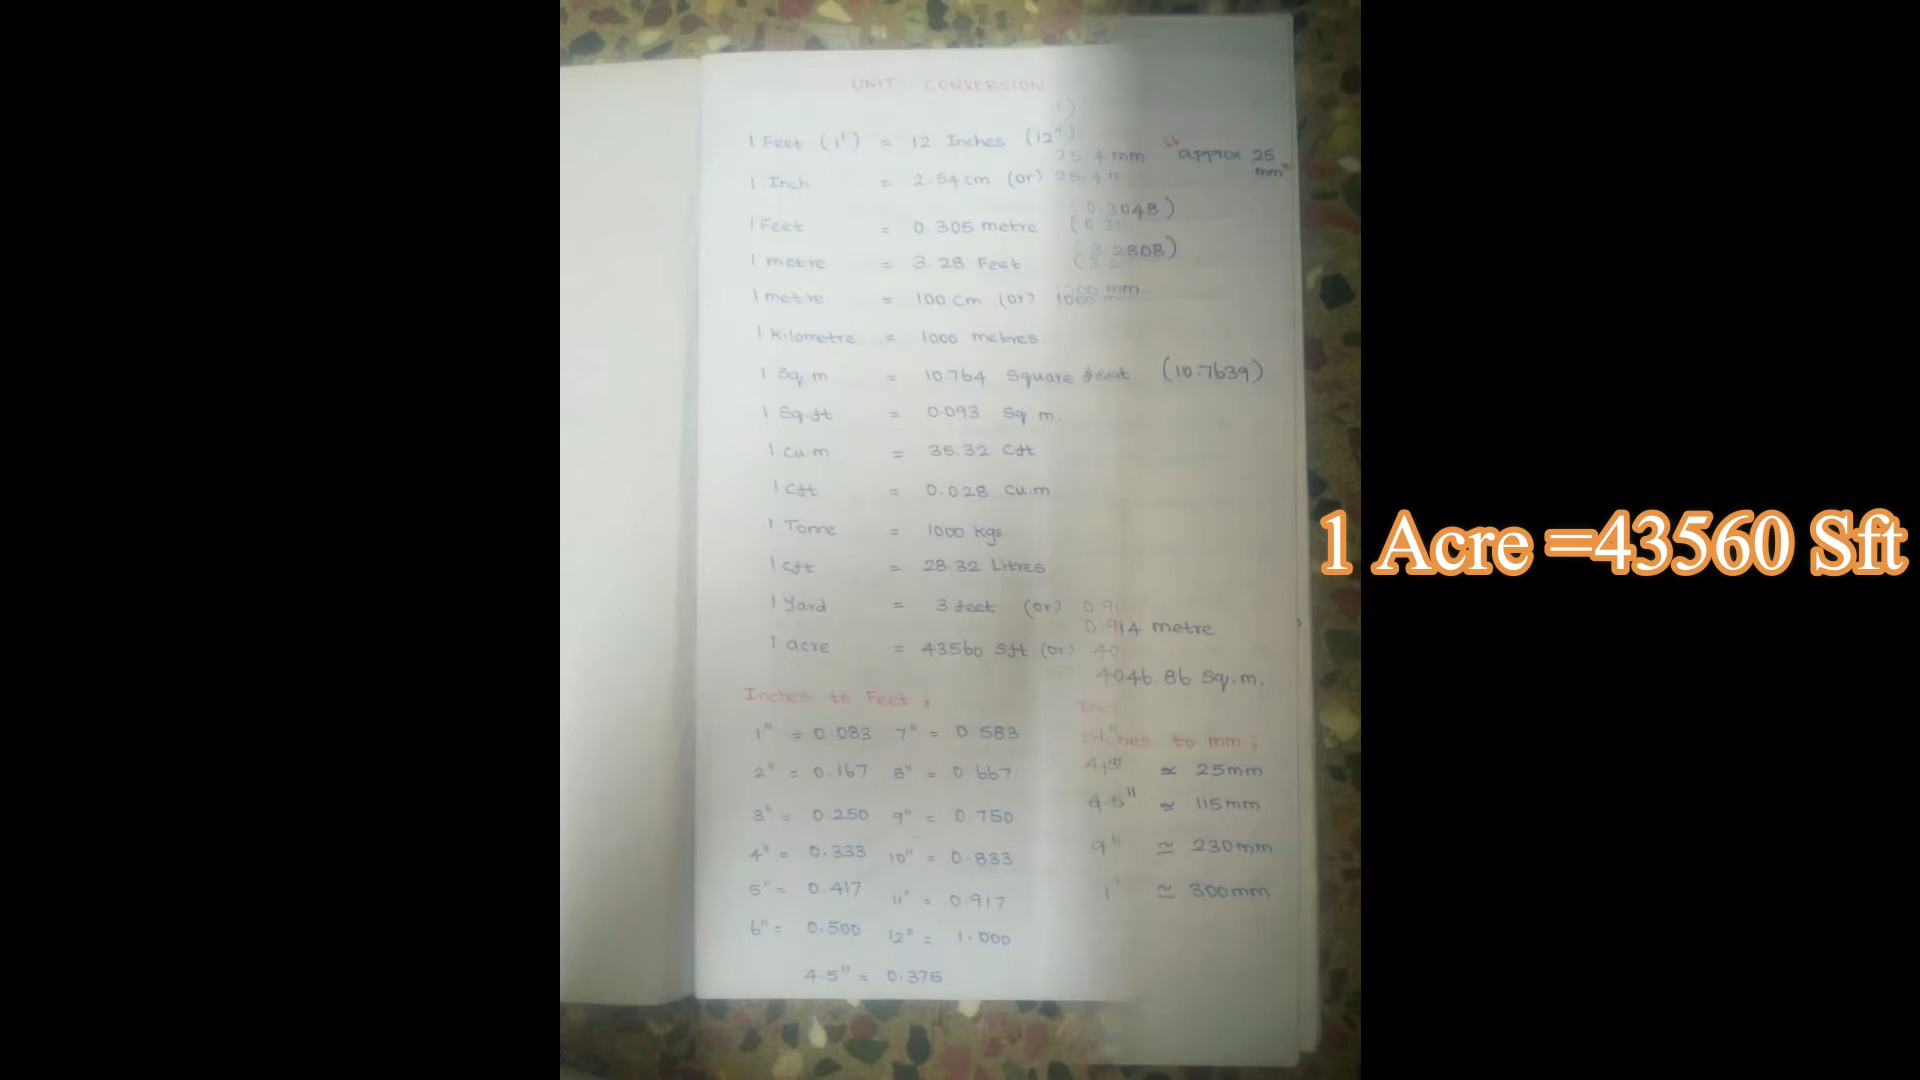 UNIT CONVERSION
1 Feet (1') = 12 Inches (12")
25.4 mm "approx 25 mm"
1 Inch = 2.54 cm (or) 25.4
1 Feet = 0.305 metre (0.3048)
1 metre = 3.28 Feet (3.2808)
1 metre = 100 cm (or) 1000 mm
1 Kilometre = 1000 metres.
1 Sq.m = 10.764 Square feet (10.7639)
1 Sq.ft = 0.093 Sq m.
1 Cu.m = 35.32 Cft
1 Cft = 0.028 cu.m
1 Tonne = 1000 Kgs
1 Cft = 28.32 Litres
1 Yard = 3 feet (or) 0.914 metre
1 acre = 43560 Sft (or) 4046.86 Sq.m.
Inches to Feet ;
1" = 0.083 7" = 0.583
2" = 0.167 8" = 0.667
3" = 0.250 9" = 0.750
4" = 0.333 10" = 0.833
5" = 0.417 11" = 0.917
6" = 0.500 12" = 1.000
4.5" = 0.375
Inches to mm ;
≃ 25mm
4.5" ≃ 115mm
9" ≃ 230mm
1' ≃ 300mm
1 Acre =43560 Sft